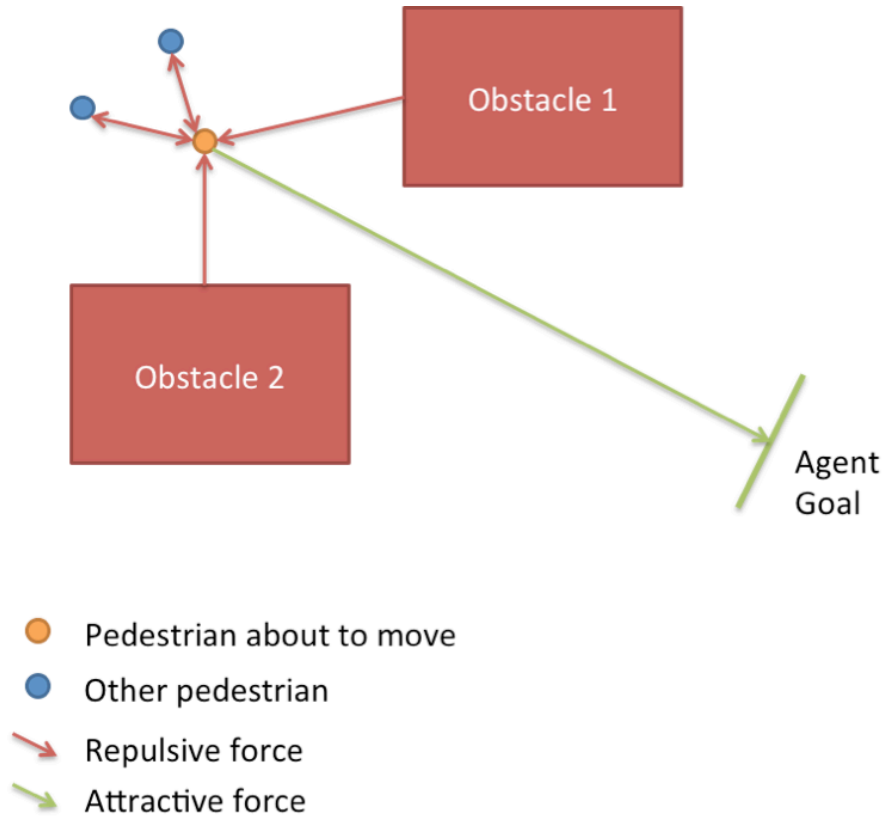 Obstacle 1
Obstacle 2
Agent
Goal
Pedestrian about to move
Other pedestrian
Repulsive force
Attractive force